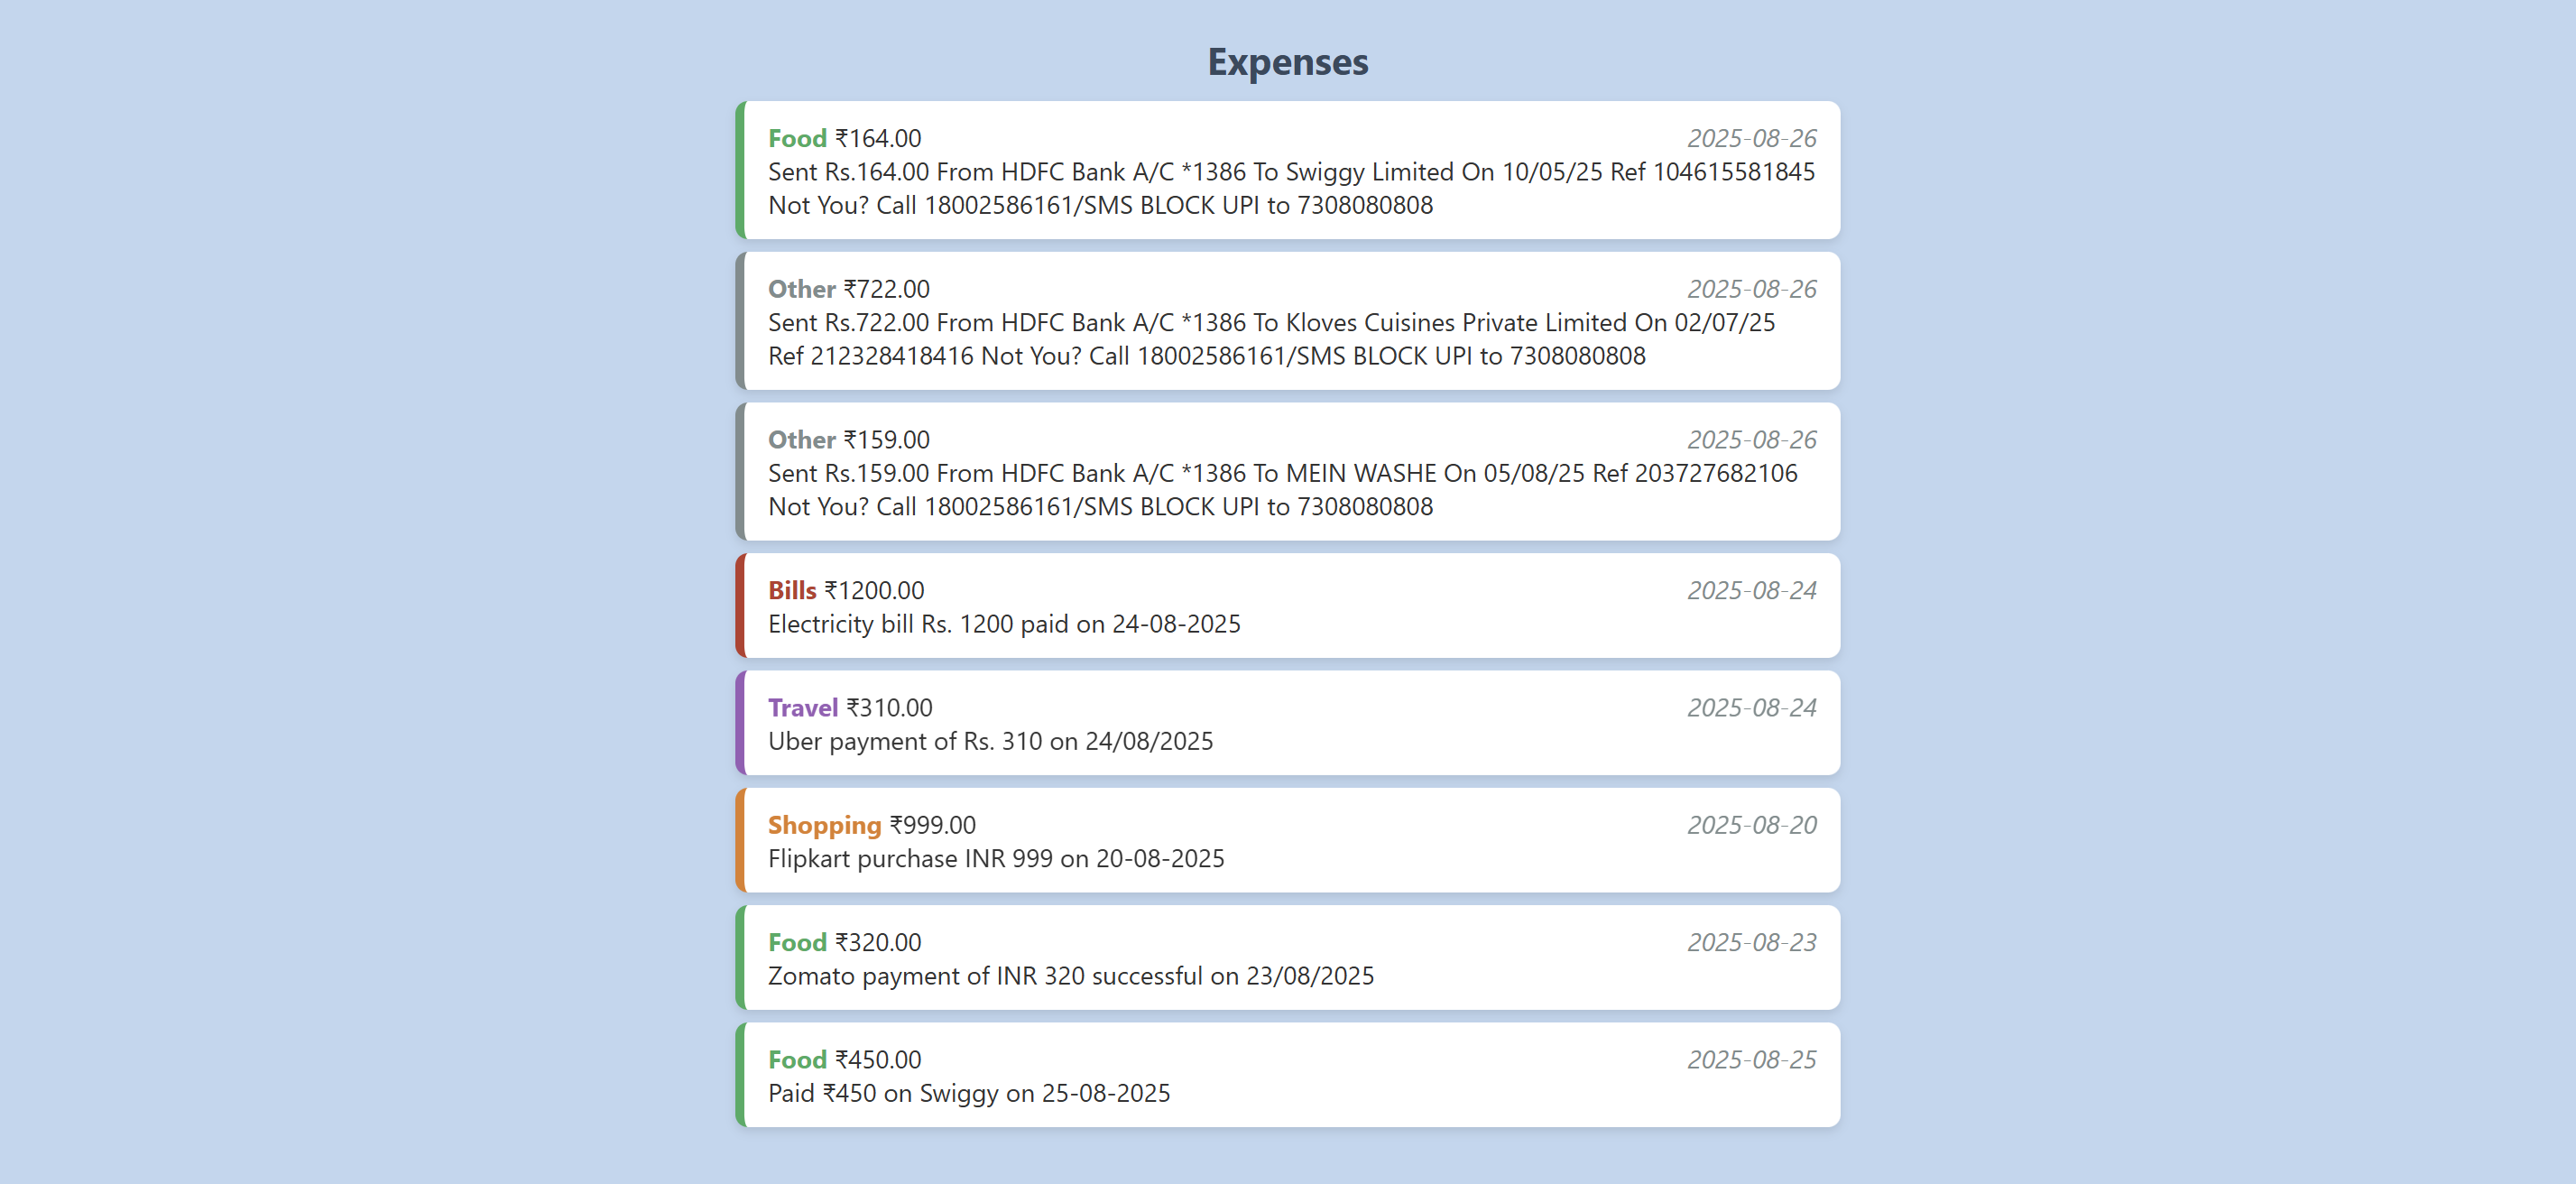 Expenses
Food ₹164.00 2025-08-26
Sent Rs.164.00 From HDFC Bank A/C *1386 To Swiggy Limited On 10/05/25 Ref 104615581845
Not You? Call 18002586161/SMS BLOCK UPI to 7308080808
Other ₹722.00 2025-08-26
Sent Rs.722.00 From HDFC Bank A/C *1386 To Kloves Cuisines Private Limited On 02/07/25
Ref 212328418416 Not You? Call 18002586161/SMS BLOCK UPI to 7308080808
Other ₹159.00 2025-08-26
Sent Rs.159.00 From HDFC Bank A/C *1386 To MEIN WASHE On 05/08/25 Ref 203727682106
Not You? Call 18002586161/SMS BLOCK UPI to 7308080808
Bills ₹1200.00 2025-08-24
Electricity bill Rs. 1200 paid on 24-08-2025
Travel ₹310.00 2025-08-24
Uber payment of Rs. 310 on 24/08/2025
Shopping ₹999.00 2025-08-20
Flipkart purchase INR 999 on 20-08-2025
Food ₹320.00 2025-08-23
Zomato payment of INR 320 successful on 23/08/2025
Food ₹450.00 2025-08-25
Paid ₹450 on Swiggy on 25-08-2025